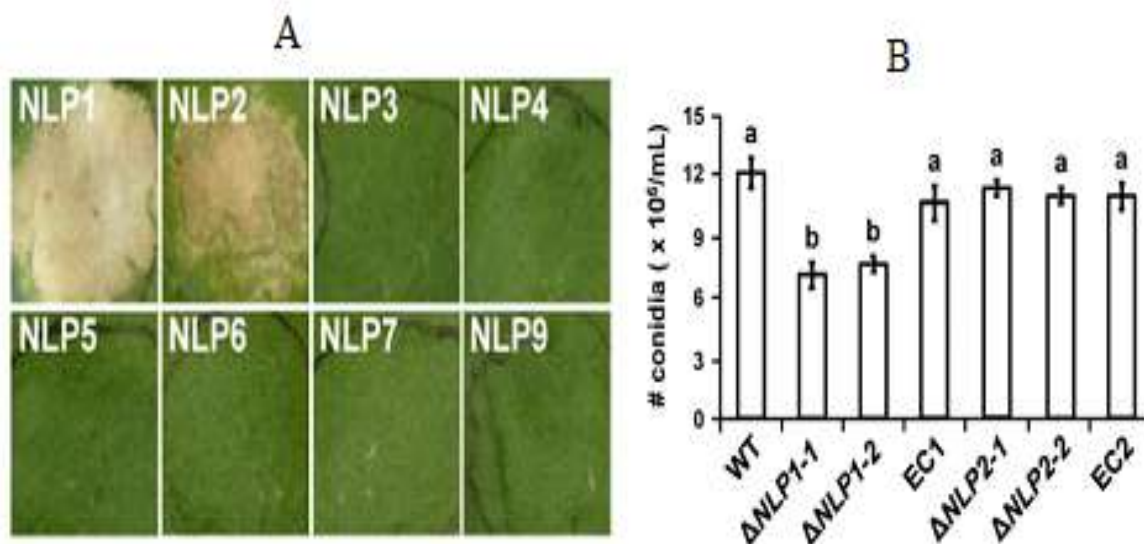 A
NLP1 NLP2 NLP3 NLP4
NLP5 NLP6 NLP7 NLP9
B
# conidia ( x 10⁶/mL)
15
12
9
6
3
0
a b b a a a a
WT ΔNLP1-1 ΔNLP1-2 EC1 ΔNLP2-1 ΔNLP2-2 EC2